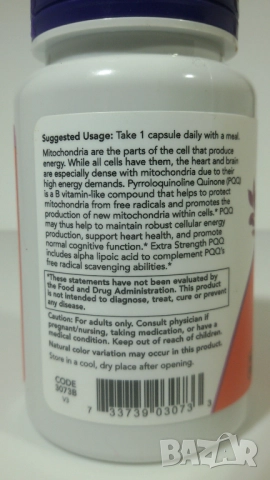 Suggested Usage: Take 1 capsule daily with a meal.
Mitochondria are the parts of the cell that produce
energy. While all cells have them, the heart and brain
are especially dense with mitochondria due to their
high energy demands. Pyrroloquinoline Quinone (PQQ)
is a B vitamin-like compound that helps to protect
mitochondria from free radicals and promotes the
production of new mitochondria within cells.* PQQ
may thus help to maintain robust cellular energy
production, support heart health, and promote
normal cognitive function.* Extra Strength PQQ
includes alpha lipoic acid to complement PQQ's
free radical scavenging abilities.*
*These statements have not been evaluated by
the Food and Drug Administration. This product
is not intended to diagnose, treat, cure or prevent
any disease.
Caution: For adults only. Consult physician if
pregnant/nursing, taking medication, or have a
medical condition. Keep out of reach of children.
Natural color variation may occur in this product.
Store in a cool, dry place after opening.
CODE
3073B
V3
7 33739 03073 3
BAZAR